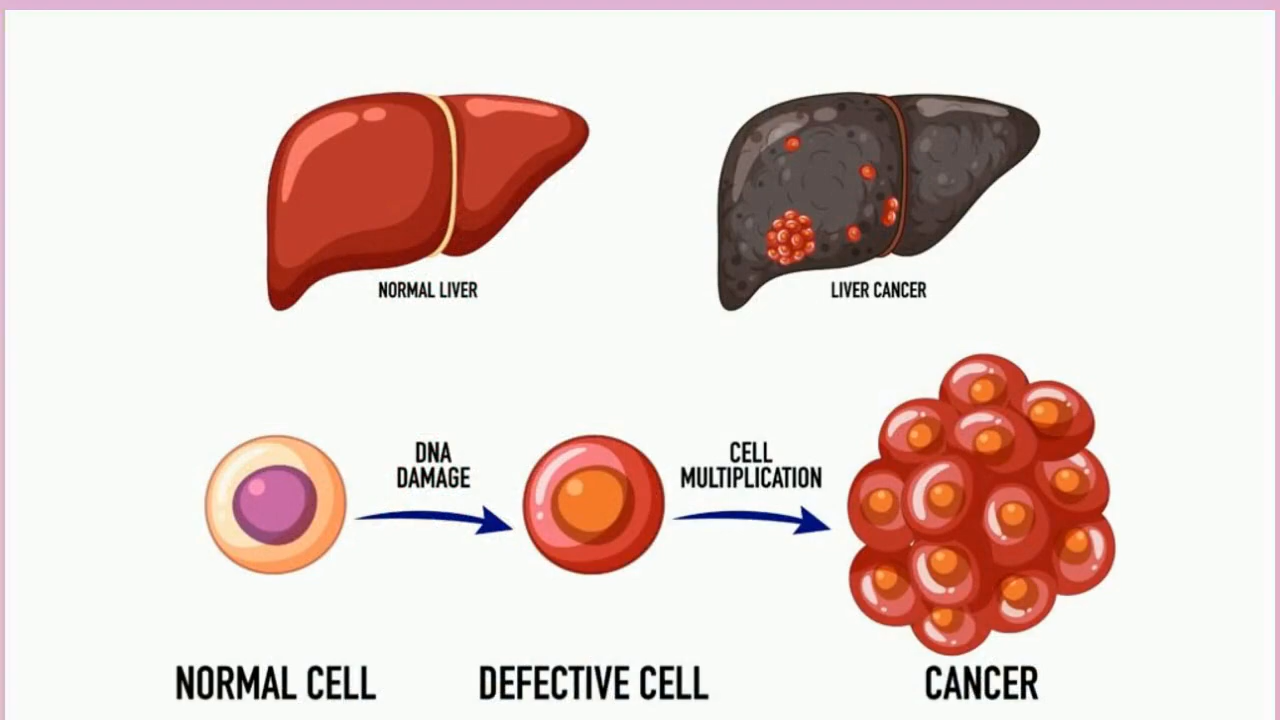 NORMAL LIVER
LIVER CANCER
DNA
DAMAGE
CELL
MULTIPLICATION
NORMAL CELL
DEFECTIVE CELL
CANCER